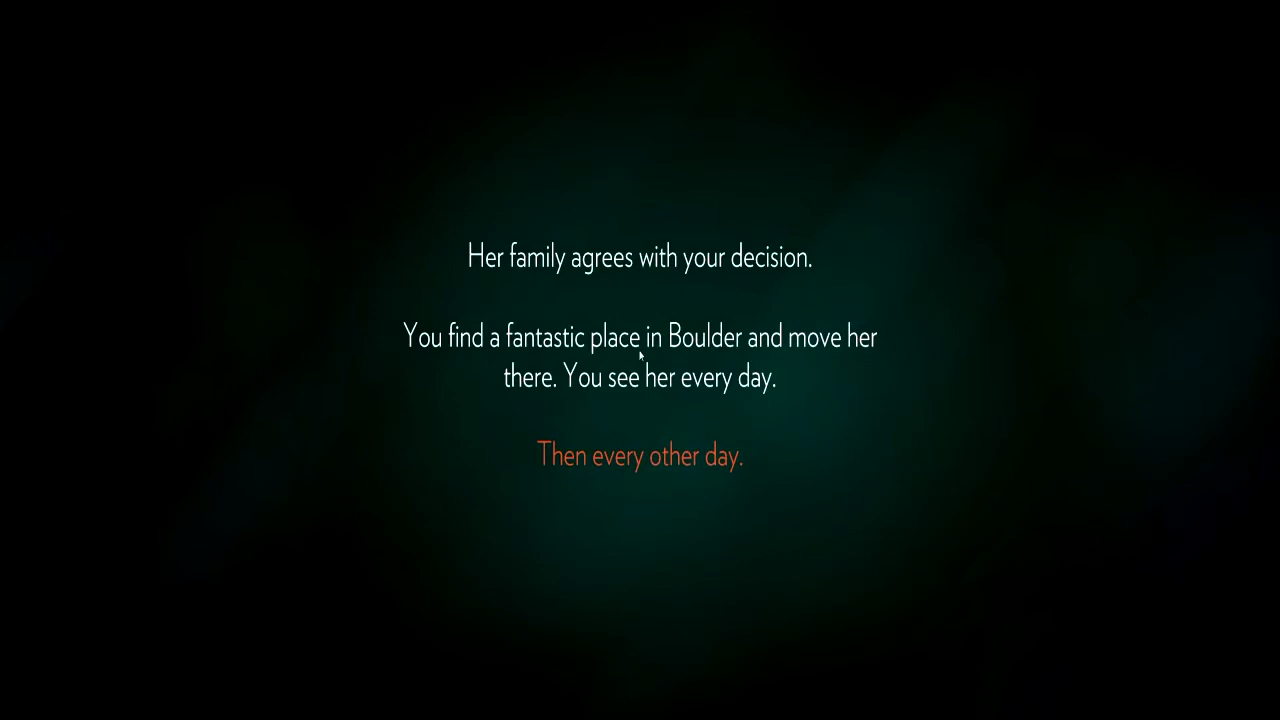 Her family agrees with your decision.
You find a fantastic place in Boulder and move her
there. You see her every day.
Then every other day.